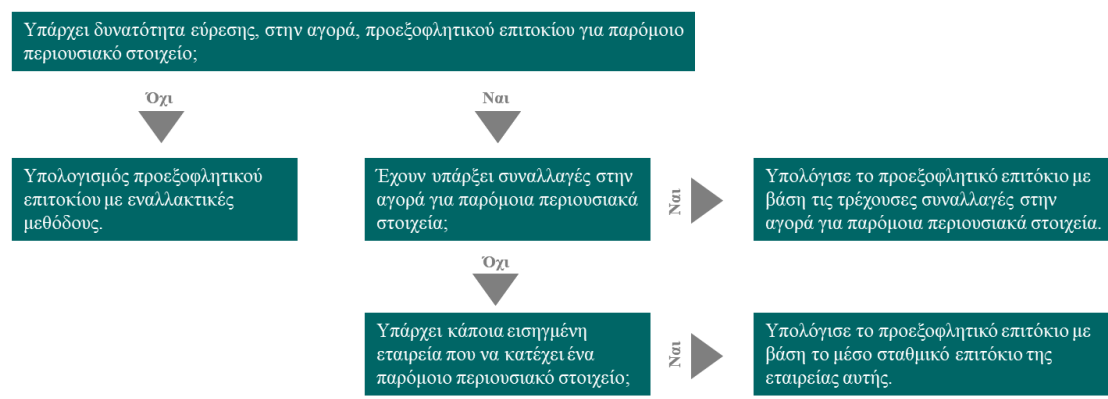 Υπάρχει δυνατότητα εύρεσης, στην αγορά, προεξοφλητικού επιτοκίου για παρόμοιο
περιουσιακό στοιχείο;
Όχι
Ναι
Υπολογισμός προεξοφλητικού
επιτοκίου με εναλλακτικές
μεθόδους.
Έχουν υπάρξει συναλλαγές στην
αγορά για παρόμοια περιουσιακά
στοιχεία;
Ναι
Υπολόγισε το προεξοφλητικό επιτόκιο με
βάση τις τρέχουσες συναλλαγές στην
αγορά για παρόμοια περιουσιακά στοιχεία.
Όχι
Υπάρχει κάποια εισηγμένη
εταιρεία που να κατέχει ένα
παρόμοιο περιουσιακό στοιχείο;
Ναι
Υπολόγισε το προεξοφλητικό επιτόκιο με
βάση το μέσο σταθμικό επιτόκιο της
εταιρείας αυτής.